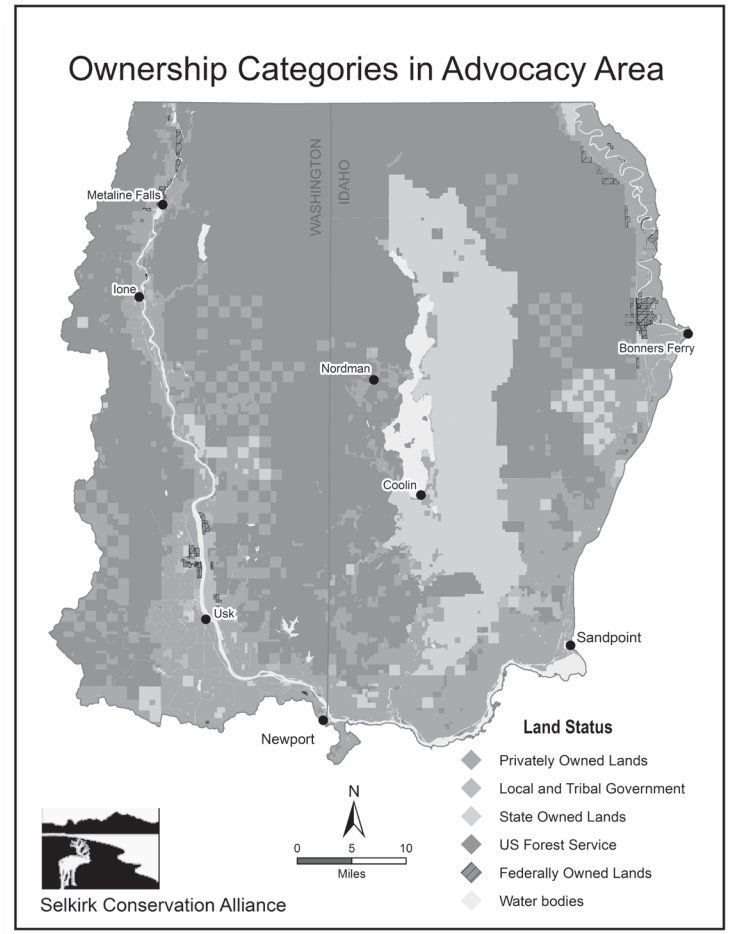 Ownership Categories in Advocacy Area
WASHINGTON
IDAHO
Metaline Falls
Ione
Nordman
Bonners Ferry
Coolin
Usk
Sandpoint
Newport
Land Status
Privately Owned Lands
Local and Tribal Government
State Owned Lands
US Forest Service
Federally Owned Lands
Water bodies
N
0 5 10
Miles
Selkirk Conservation Alliance